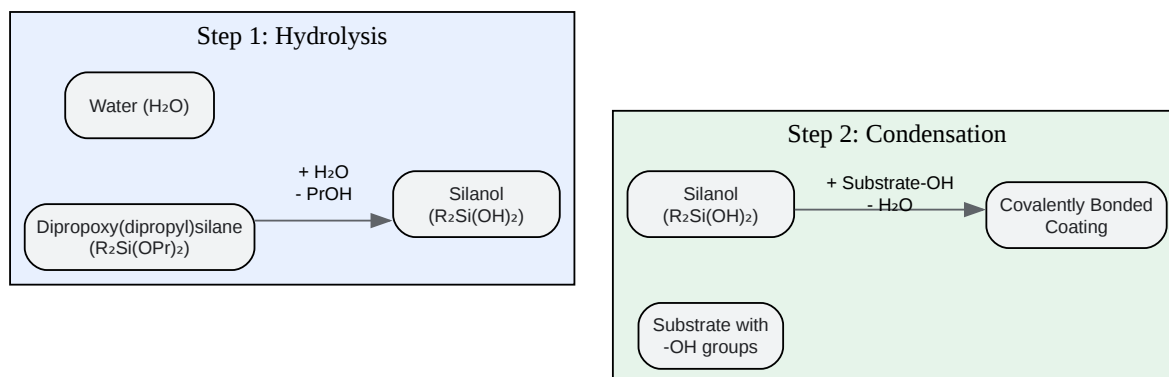 Step 1: Hydrolysis
Water (H₂O)
+ H₂O
- PrOH
Dipropoxy(dipropyl)silane
(R₂Si(OPr)₂)
Silanol
(R₂Si(OH)₂)
Step 2: Condensation
Silanol
(R₂Si(OH)₂)
+ Substrate-OH
- H₂O
Covalently Bonded
Coating
Substrate with
-OH groups